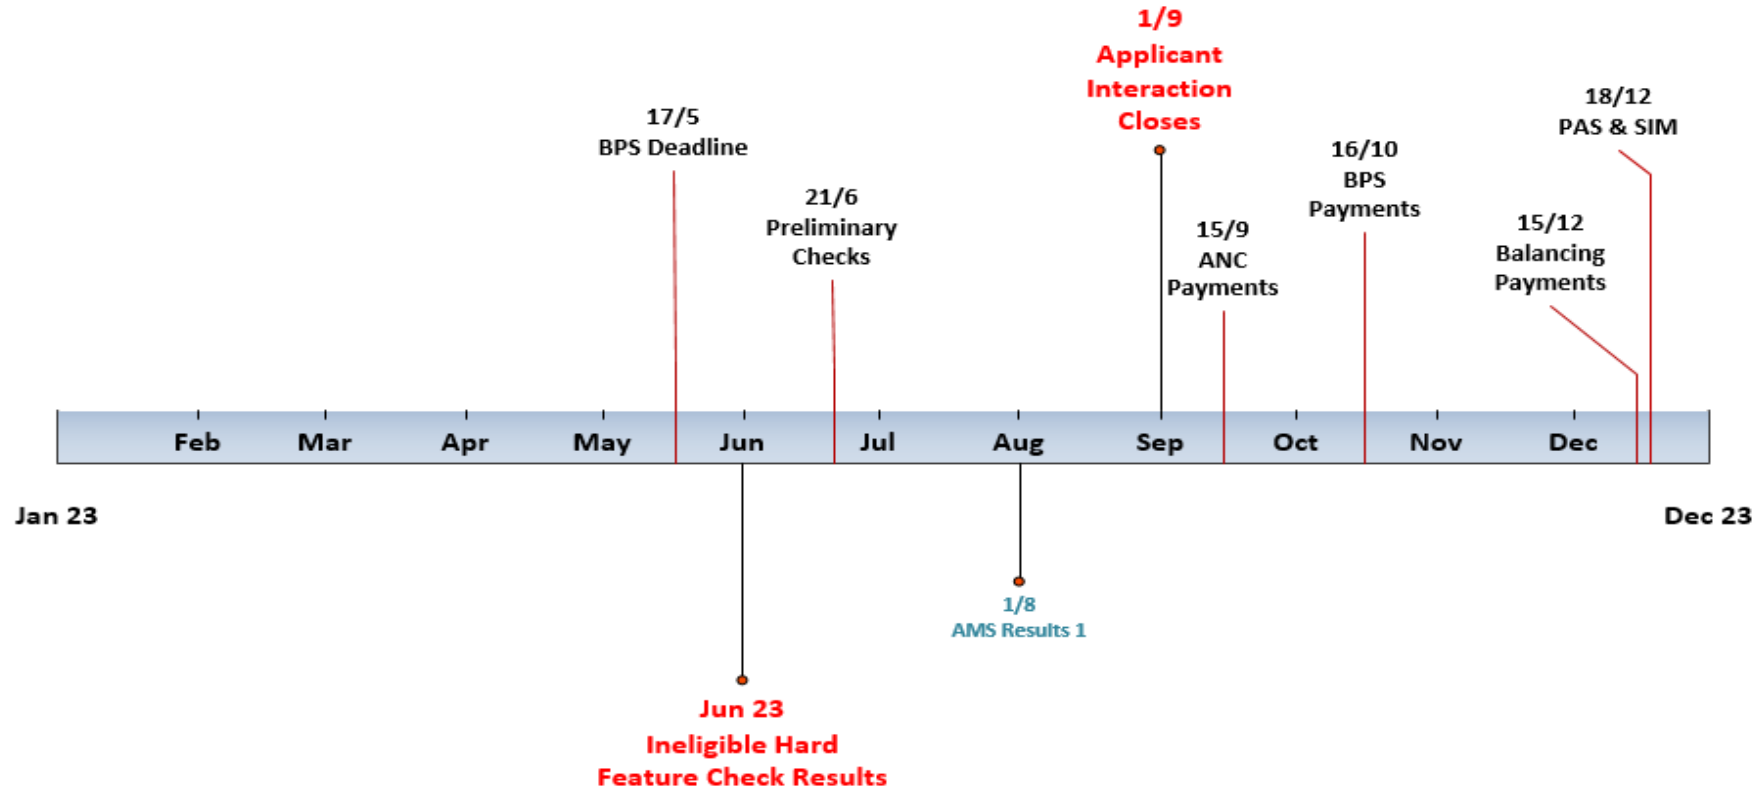 1/9
Applicant
Interaction
Closes
17/5
BPS Deadline
21/6
Preliminary
Checks
15/9
ANC
Payments
16/10
BPS
Payments
15/12
Balancing
Payments
18/12
PAS & SIM
Feb Mar Apr May Jun Jul Aug Sep Oct Nov Dec
Jan 23
Dec 23
1/8
AMS Results 1
Jun 23
Ineligible Hard
Feature Check Results